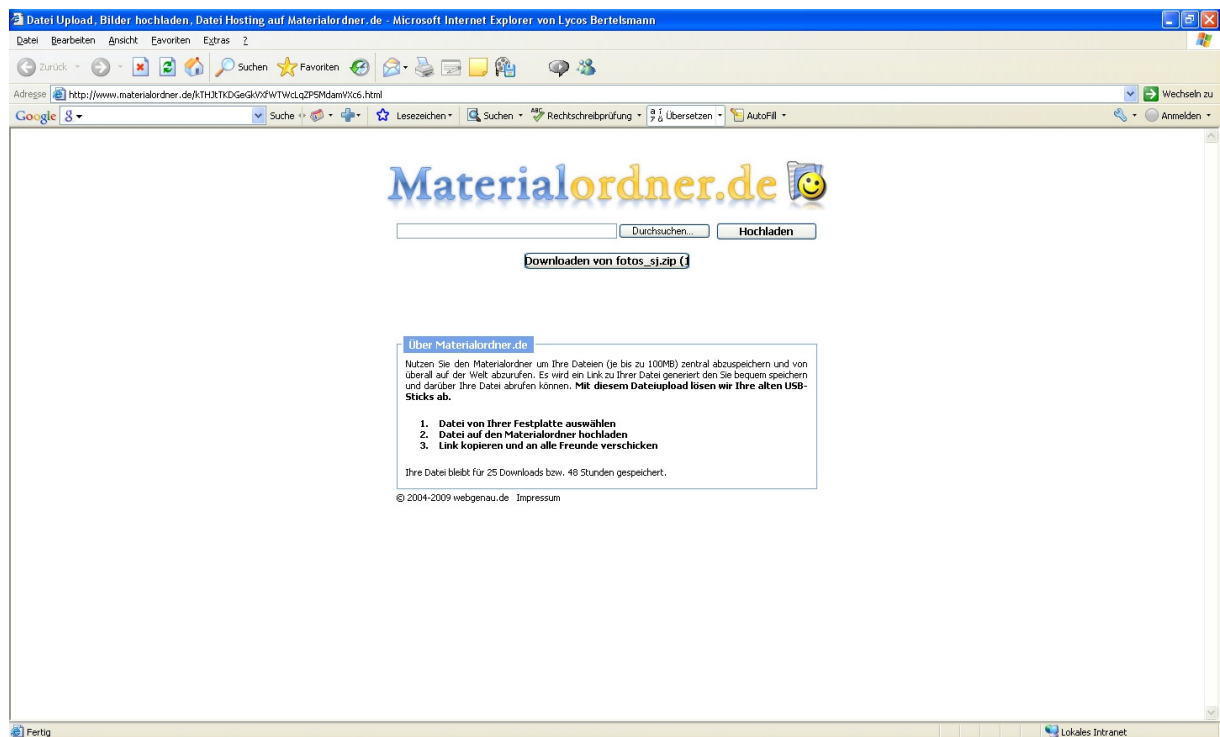 Datei Upload, Bilder hochladen, Datei Hosting auf Materialordner.de - Microsoft Internet Explorer von Lycos Bertelsmann
Datei Bearbeiten Ansicht Favoriten Extras ?
Zurück Suchen Favoriten
Adresse http://www.materialordner.de/kTHJtTKDGeGkVXfWTWcLqZP5MdamVXc6.html Wechseln zu
Google Suche Lesezeichen Suchen Rechtschreibprüfung Übersetzen AutoFill Anmelden
Materialordner.de
Durchsuchen... Hochladen
Downloaden von fotos_sj.zip (1
Über Materialordner.de
Nutzen Sie den Materialordner um Ihre Dateien (je bis zu 100MB) zentral abzuspeichern und von
überall auf der Welt abzurufen. Es wird ein Link zu Ihrer Datei generiert den Sie bequem speichern
und darüber Ihre Datei abrufen können. Mit diesem Dateiupload lösen wir Ihre alten USB-
Sticks ab.
1. Datei von Ihrer Festplatte auswählen
2. Datei auf den Materialordner hochladen
3. Link kopieren und an alle Freunde verschicken
Ihre Datei bleibt für 25 Downloads bzw. 48 Stunden gespeichert.
© 2004-2009 webgenau.de Impressum
Fertig Lokales Intranet